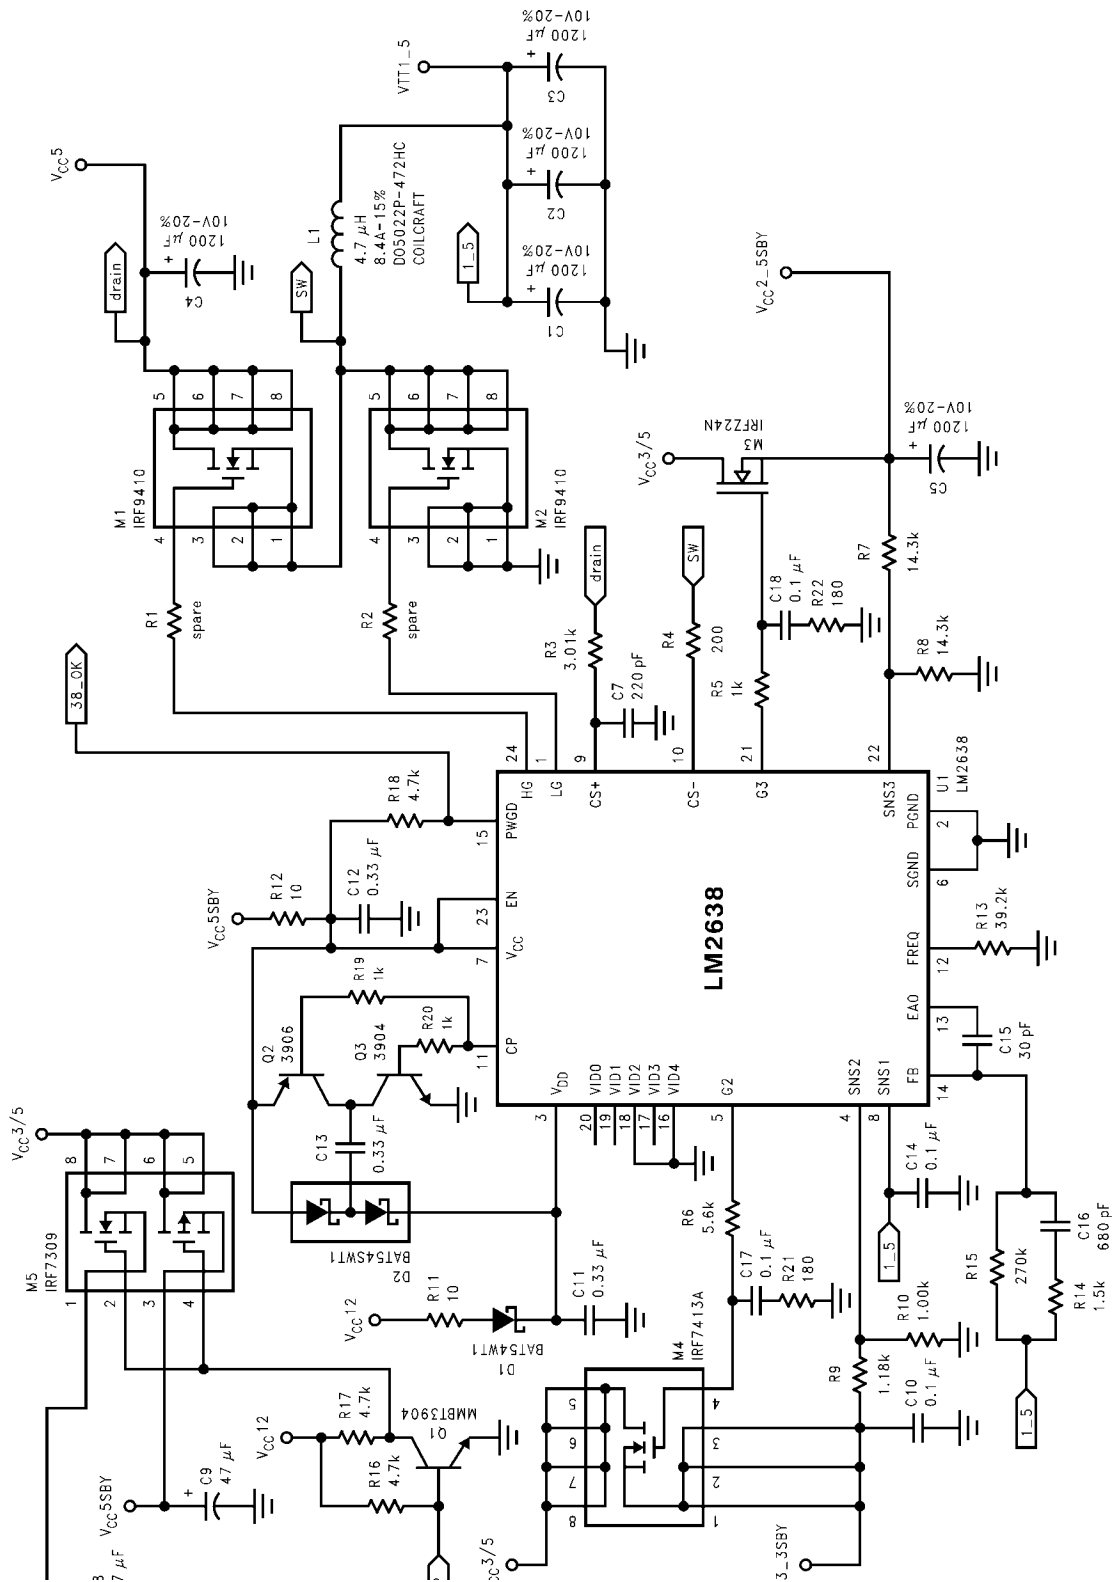 VTT1_5
1200 μF
10V-20%
C3
1200 μF
10V-20%
C2
1200 μF
10V-20%
C1
1_5
VCC5
drain
1200 μF
10V-20%
C4
SW
L1
4.7 μH
8.4A-15%
DO5022P-472HC
COILCRAFT
VCC2_5SBY
5
6
7
8
M1
IRF9410
4
3
2
1
5
6
7
8
M2
IRF9410
4
3
2
1
VCC3/5
M3
IRFZ24N
1200 μF
10V-20%
C5
R1
spare
R2
spare
drain
SW
R3
3.01k
R4
200
C7
220 pF
R5
1k
C18
0.1 μF
R22
180
R7
14.3k
R8
14.3k
38_OK
R18
4.7k
VCC5SBY
R12
10
C12
0.33 μF
R19
1k
R20
1k
Q2
3906
Q3
3904
C13
0.33 μF
D2
BAT54SWT1
24
HG
1
LG
9
CS+
10
CS-
21
G3
22
SNS3
U1
LM2638
15
PWGD
23
EN
7
VCC
11
CP
3
VDD
LM2638
PGND
2
SGND
6
FREQ
12
EAO
13
FB
14
20
VID0
19
VID1
18
VID2
17
VID3
16
VID4
5
G2
4
SNS2
8
SNS1
R13
39.2k
C15
30 pF
VCC3/5
M5
IRF7309
8
7
6
5
1
2
3
4
VCC12
R11
10
D1
BAT54WT1
C11
0.33 μF
R6
5.6k
C17
0.1 μF
R21
180
C14
0.1 μF
1_5
R15
270k
C16
680 pF
R14
1.5k
1_5
R10
1.00k
R9
1.18k
C10
0.1 μF
M4
IRF7413A
5
6
7
8
4
3
2
1
VCC12
R17
4.7k
R16
4.7k
Q1
MMBT3904
VCC5SBY
C9
47 μF
7 μF
CC3/5
3_3SBY